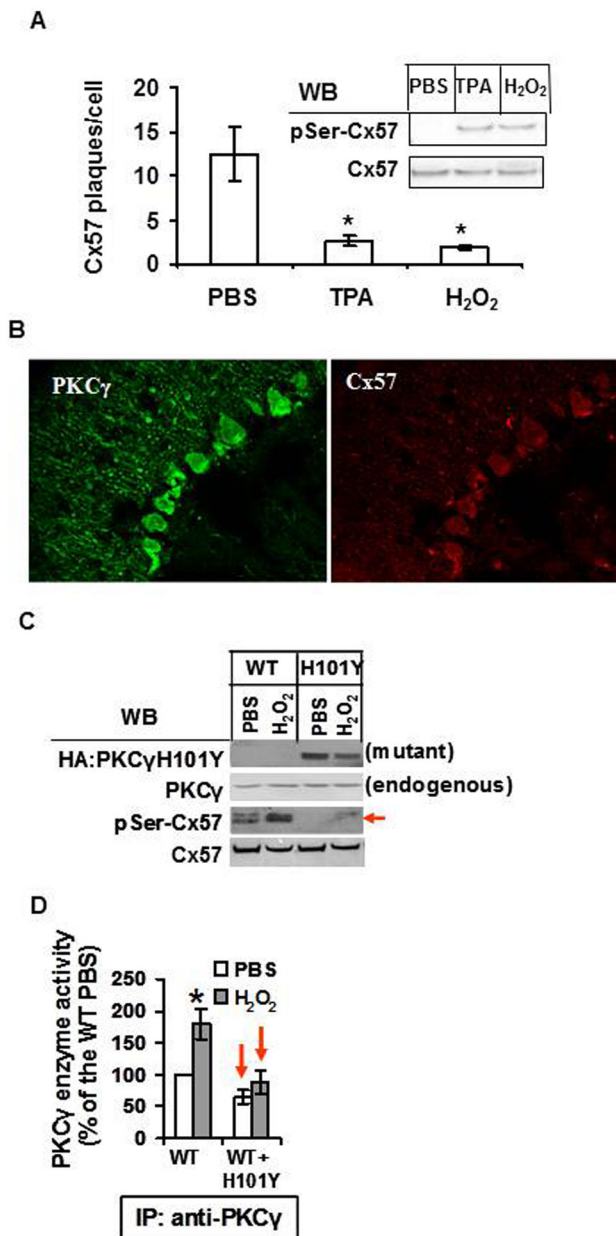 A
Cx57 plaques/cell
20
15
10
5
0
PBS
TPA
H₂O₂
*
*
WB
PBS
TPA
H₂O₂
pSer-Cx57
Cx57
B
PKCγ
Cx57
C
WT
H101Y
WB
PBS
H₂O₂
PBS
H₂O₂
HA:PKCγH101Y
(mutant)
PKCγ
(endogenous)
pSer-Cx57
Cx57
D
PKCγ enzyme activity
(% of the WT PBS)
250
200
150
100
50
0
PBS
H₂O₂
*
WT
WT+
H101Y
IP: anti-PKCγ